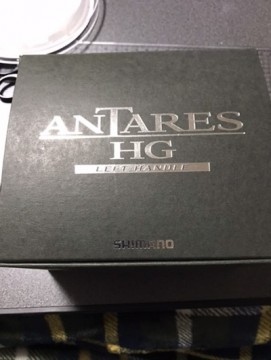 ANTARES
HG
LEFT HANDLE
SHIMANO